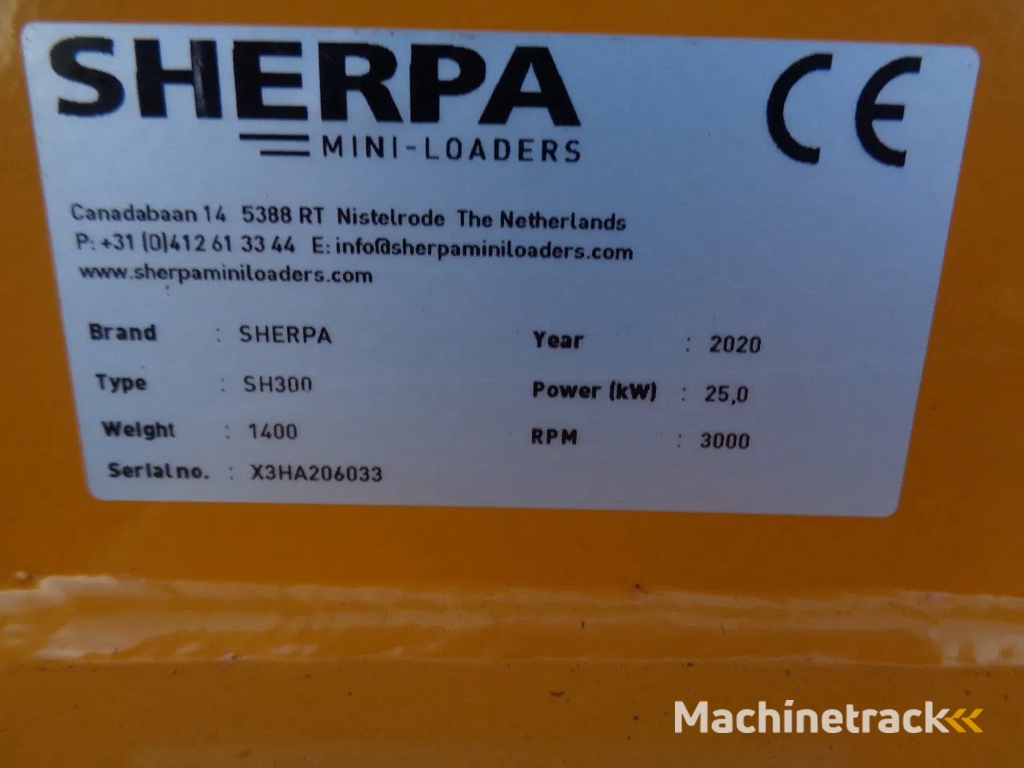 SHERPA
MINI-LOADERS
CE
Canadabaan 14 5388 RT Nistelrode The Netherlands
P: +31 (0)412 61 33 44 E: info@sherpaminiloaders.com
www.sherpaminiloaders.com
Brand : SHERPA
Year : 2020
Type : SH300
Power (kW) : 25,0
Weight : 1400
RPM : 3000
Serial no. : X3HA206033
Machinetrack